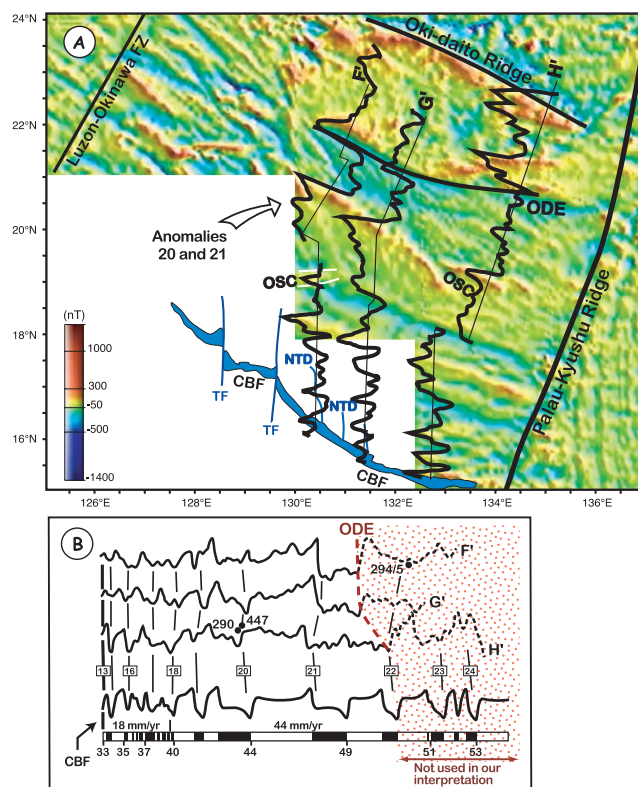 A
24°N
22°N
20°N
18°N
16°N
126°E
128°E
130°E
132°E
134°E
136°E
Luzon-Okinawa FZ
Oki-daito Ridge
F'
G'
H'
ODE
Anomalies
20 and 21
OSC
OSC
Palau-Kyushu Ridge
(nT)
1000
300
-50
-500
-1400
CBF
TF
TF
NTD
NTD
CBF
B
ODE
F'
294/5
G'
290
447
H'
13 16 18 20 21 22 23 24
18 mm/yr
44 mm/yr
CBF
33 35 37 40 44 49 51 53
Not used in our
interpretation